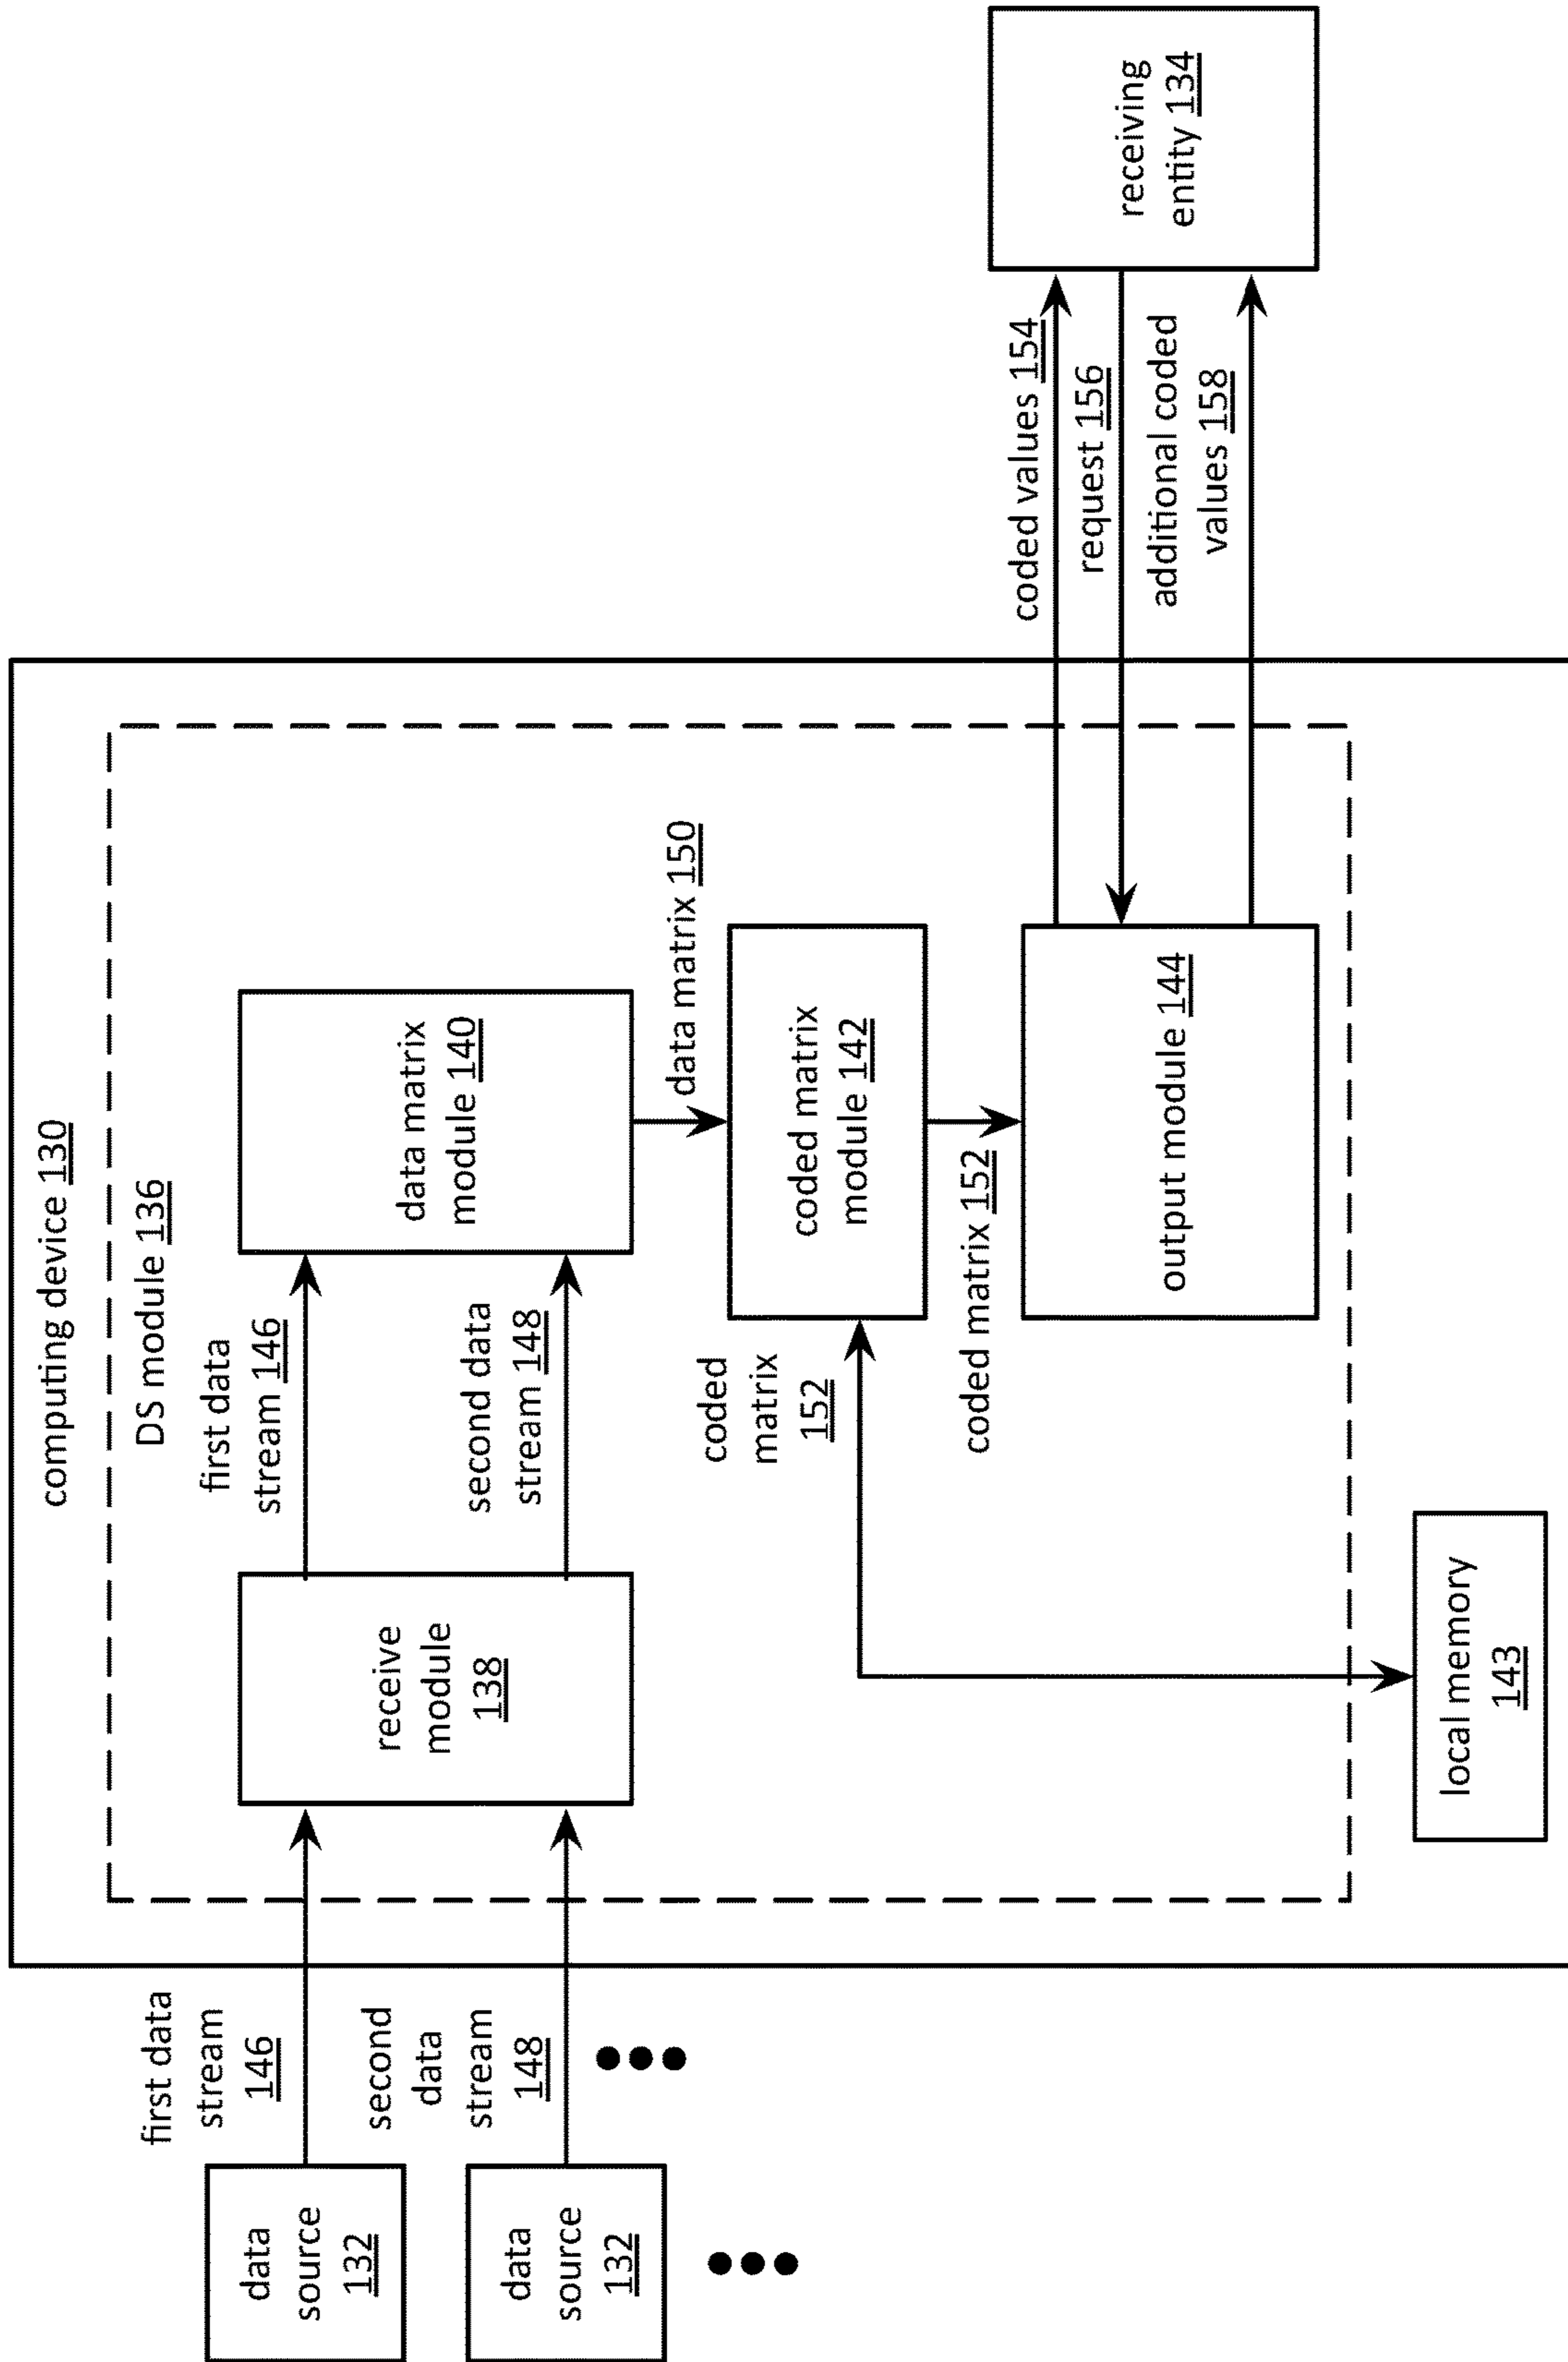 computing device 130
DS module 136
data
source
132
data
source
132
first data
stream
146
second
data
stream
148
receive
module
138
first data
stream 146
second data
stream 148
data matrix
module 140
data matrix 150
coded
matrix
152
coded matrix
module 142
coded matrix 152
output module 144
local memory
143
coded values 154
request 156
additional coded
values 158
receiving
entity 134